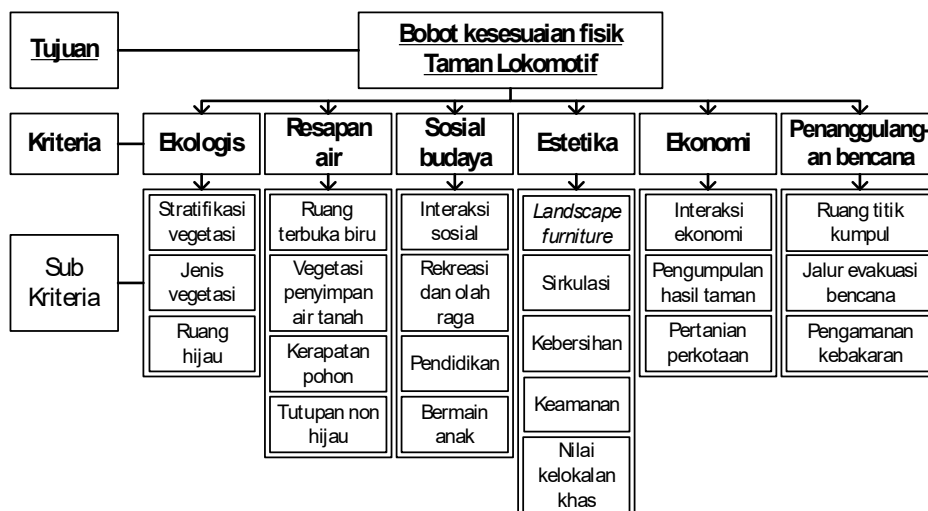 Tujuan
Bobot kesesuaian fisik
Taman Lokomotif
Kriteria
Ekologis
Resapan
air
Sosial
budaya
Estetika
Ekonomi
Penanggulang-
an bencana
Sub
Kriteria
Stratifikasi
vegetasi
Jenis
vegetasi
Ruang
hijau
Ruang
terbuka biru
Vegetasi
penyimpan
air tanah
Kerapatan
pohon
Tutupan non
hijau
Interaksi
sosial
Rekreasi
dan olah
raga
Pendidikan
Bermain
anak
Landscape
furniture
Sirkulasi
Kebersihan
Keamanan
Nilai
kelokalan
khas
Interaksi
ekonomi
Pengumpulan
hasil taman
Pertanian
perkotaan
Ruang titik
kumpul
Jalur evakuasi
bencana
Pengamanan
kebakaran